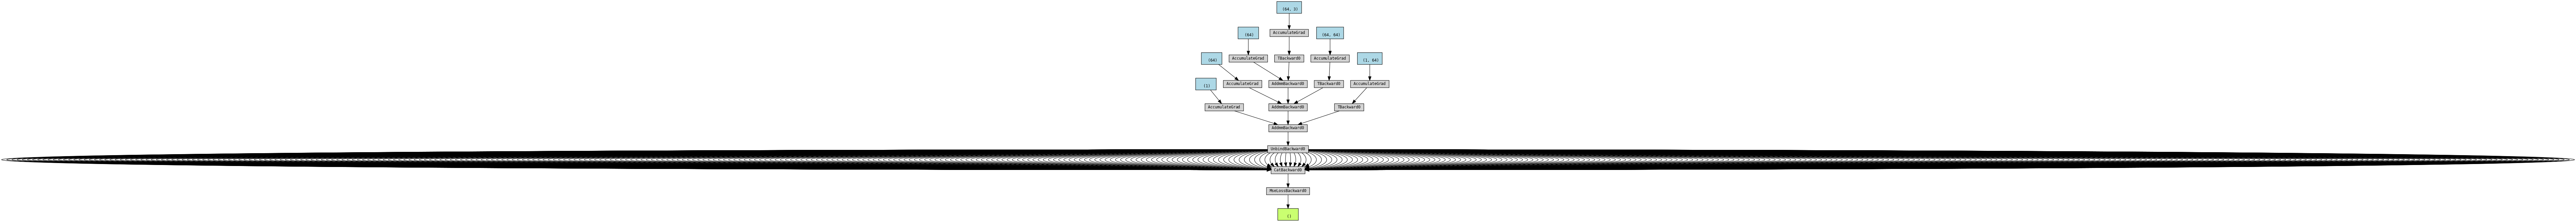 (64, 3)
(64)
AccumulateGrad
(64, 64)
(64)
AccumulateGrad
TBackward0
AccumulateGrad
(1, 64)
(1)
AccumulateGrad
AddmmBackward0
TBackward0
AccumulateGrad
AccumulateGrad
AddmmBackward0
TBackward0
AddmmBackward0
UnbindBackward0
CatBackward0
MseLossBackward0
()